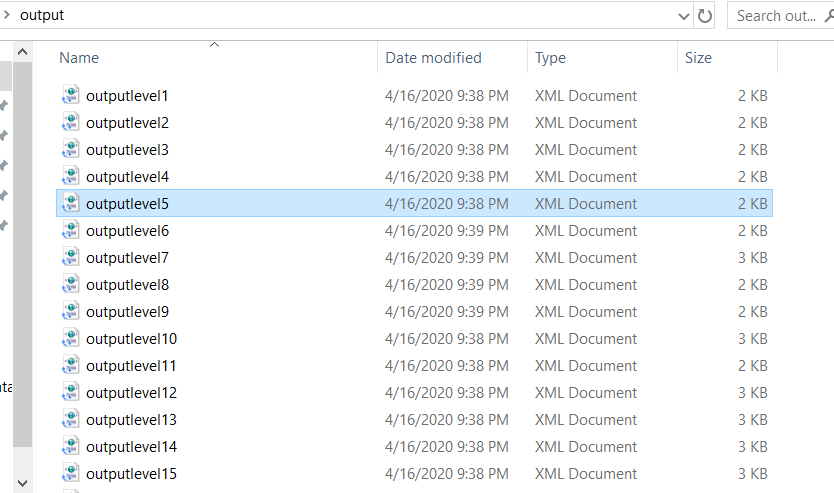 output
Search out...
Name Date modified Type Size
outputlevel1 4/16/2020 9:38 PM XML Document 2 KB
outputlevel2 4/16/2020 9:38 PM XML Document 2 KB
outputlevel3 4/16/2020 9:38 PM XML Document 2 KB
outputlevel4 4/16/2020 9:38 PM XML Document 2 KB
outputlevel5 4/16/2020 9:38 PM XML Document 2 KB
outputlevel6 4/16/2020 9:39 PM XML Document 2 KB
outputlevel7 4/16/2020 9:39 PM XML Document 3 KB
outputlevel8 4/16/2020 9:39 PM XML Document 2 KB
outputlevel9 4/16/2020 9:39 PM XML Document 2 KB
outputlevel10 4/16/2020 9:38 PM XML Document 3 KB
outputlevel11 4/16/2020 9:38 PM XML Document 2 KB
outputlevel12 4/16/2020 9:38 PM XML Document 3 KB
outputlevel13 4/16/2020 9:38 PM XML Document 3 KB
outputlevel14 4/16/2020 9:38 PM XML Document 3 KB
outputlevel15 4/16/2020 9:38 PM XML Document 3 KB